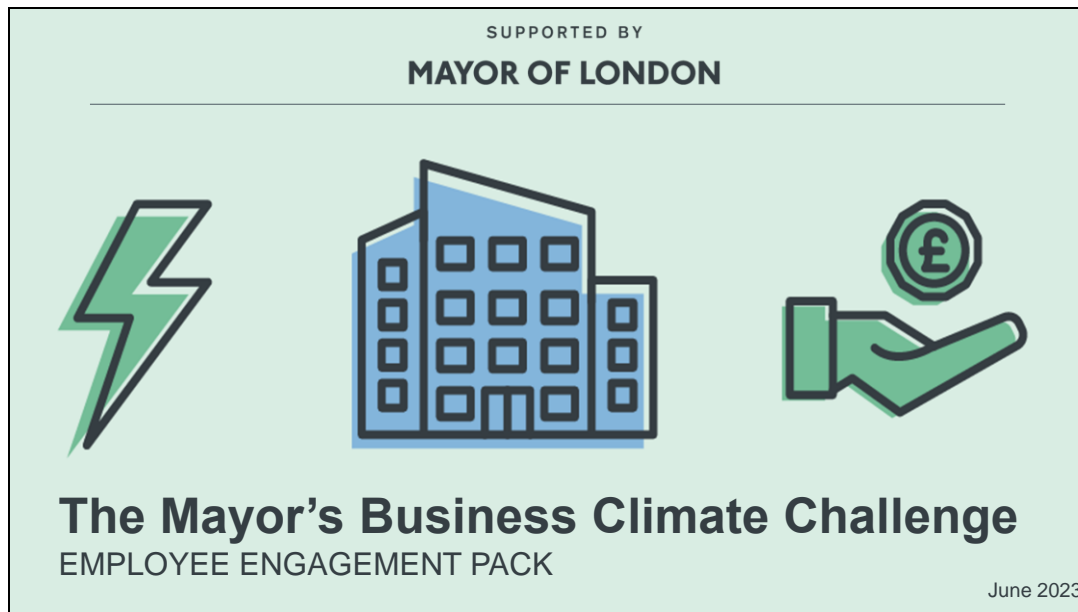 SUPPORTED BY
MAYOR OF LONDON
£
The Mayor's Business Climate Challenge
EMPLOYEE ENGAGEMENT PACK
June 2023